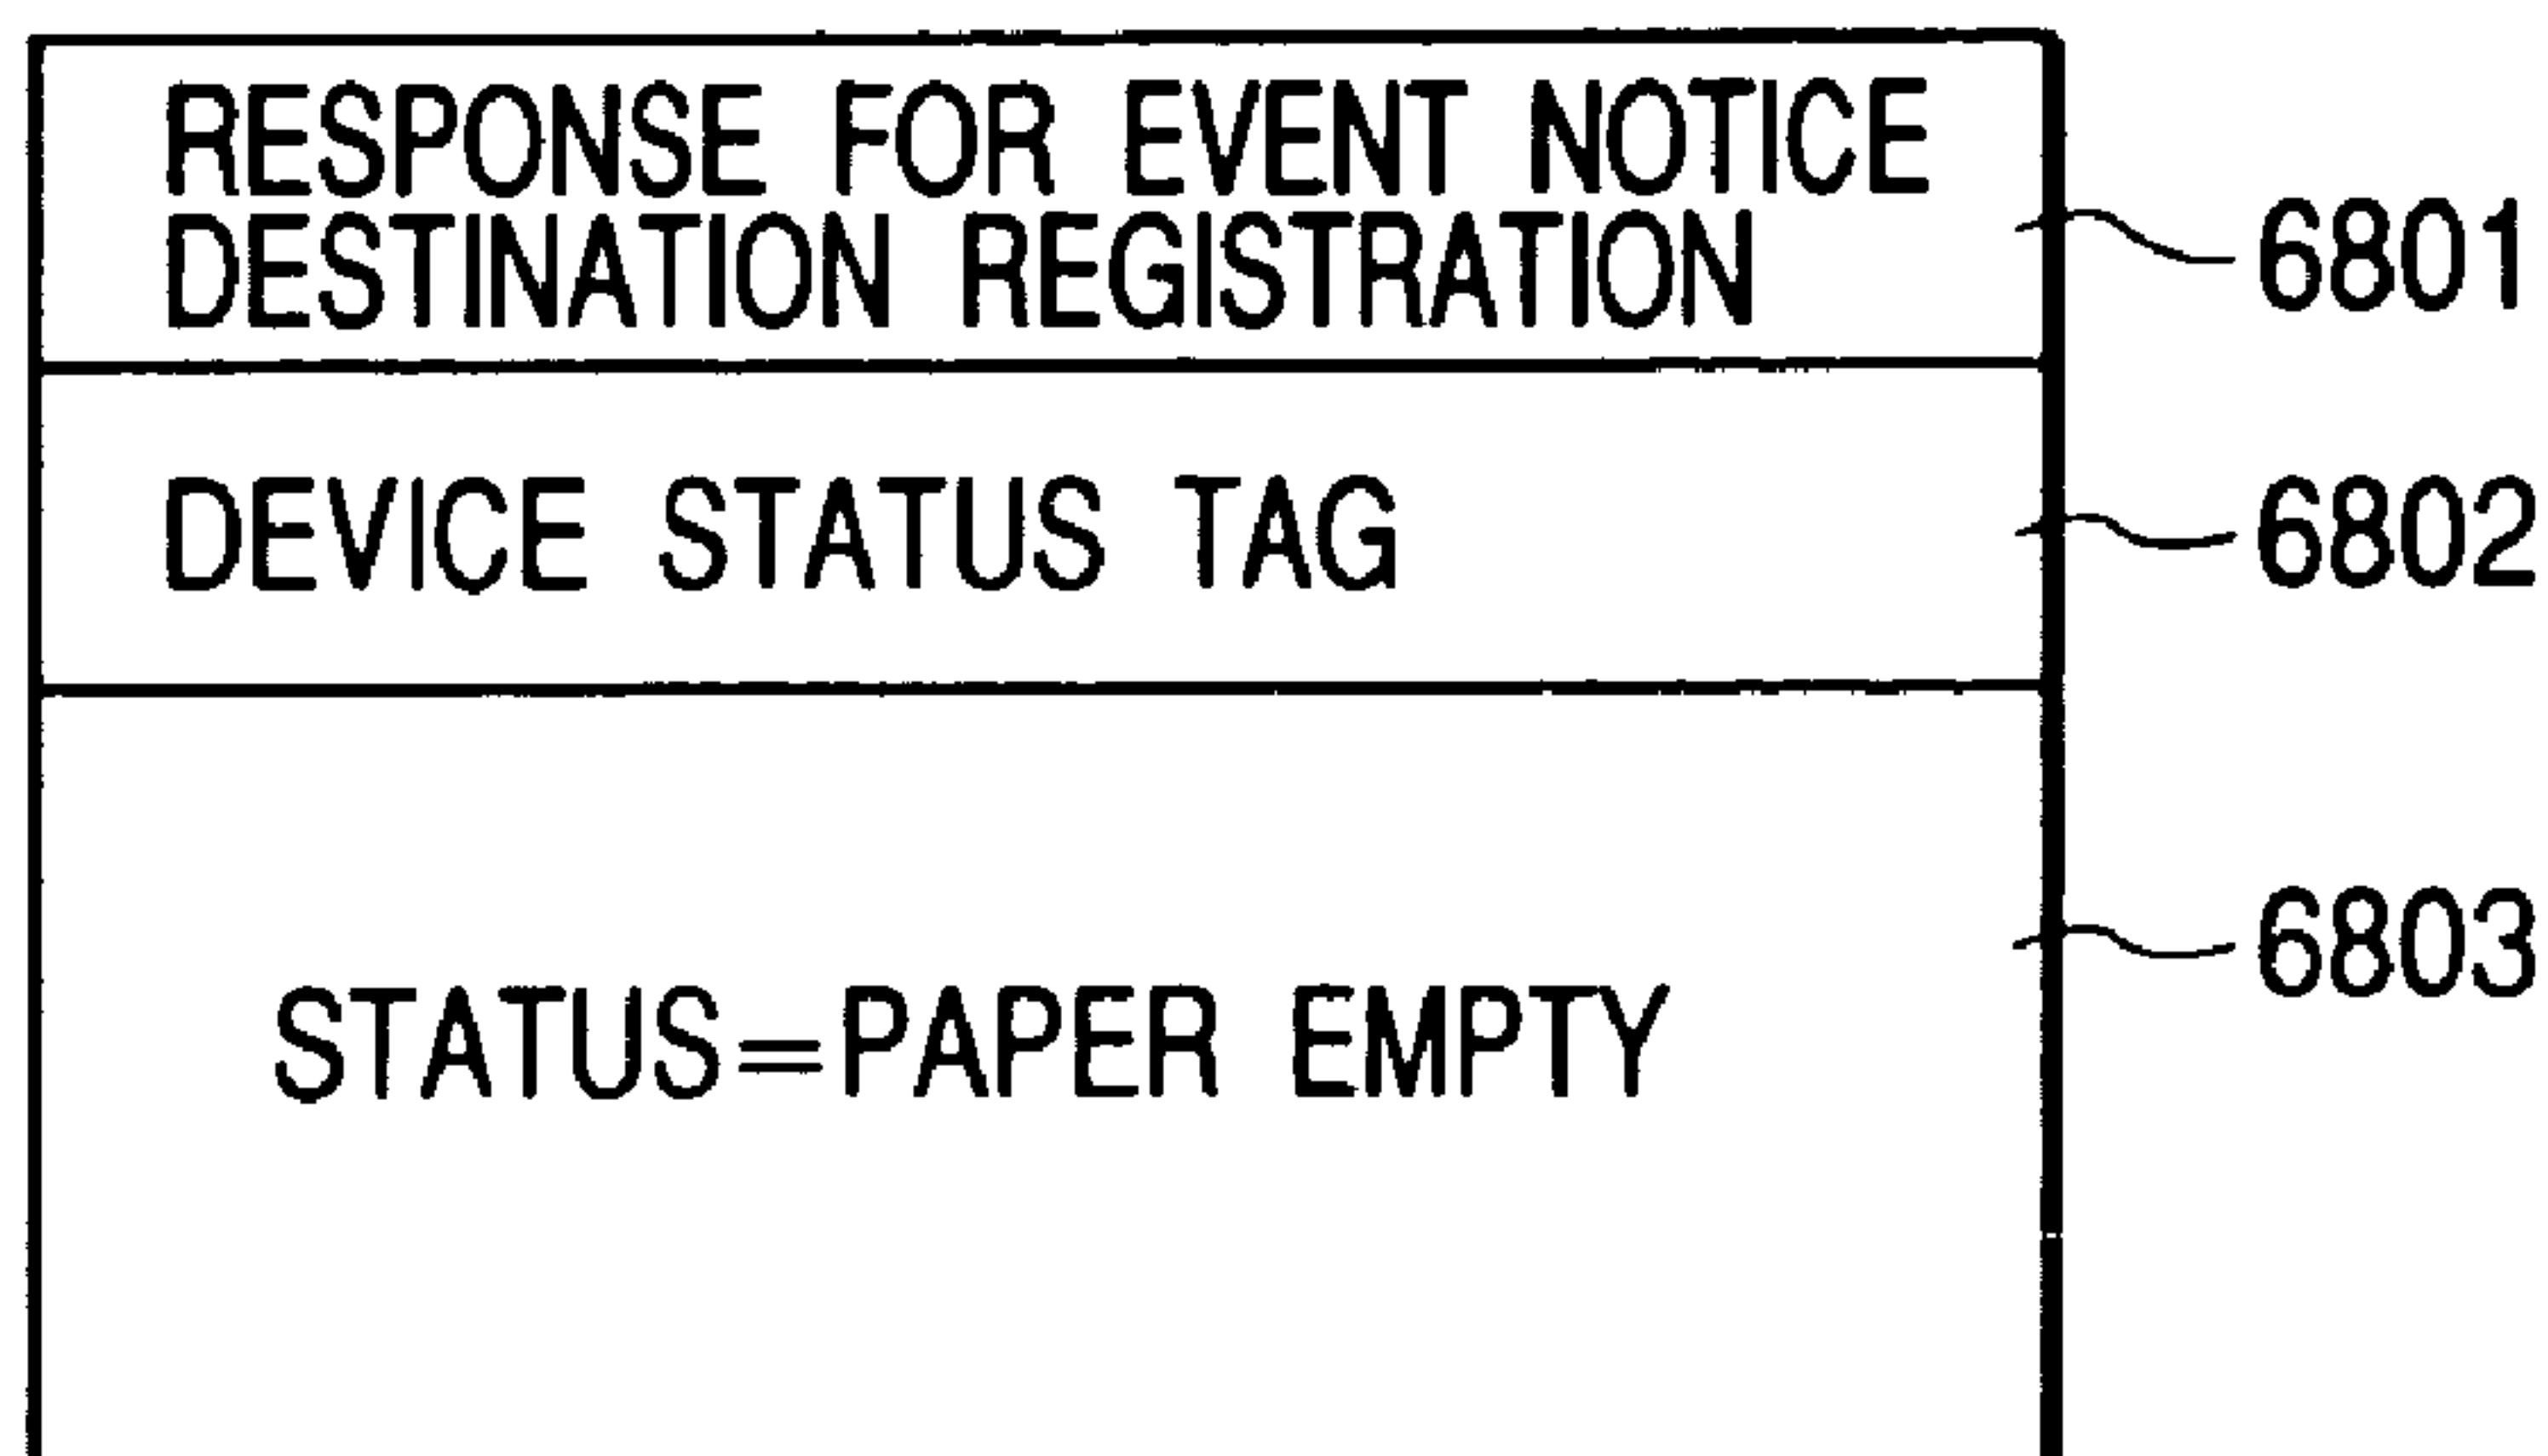 RESPONSE FOR EVENT NOTICE
DESTINATION REGISTRATION
6801
DEVICE STATUS TAG
6802
6803
STATUS=PAPER EMPTY